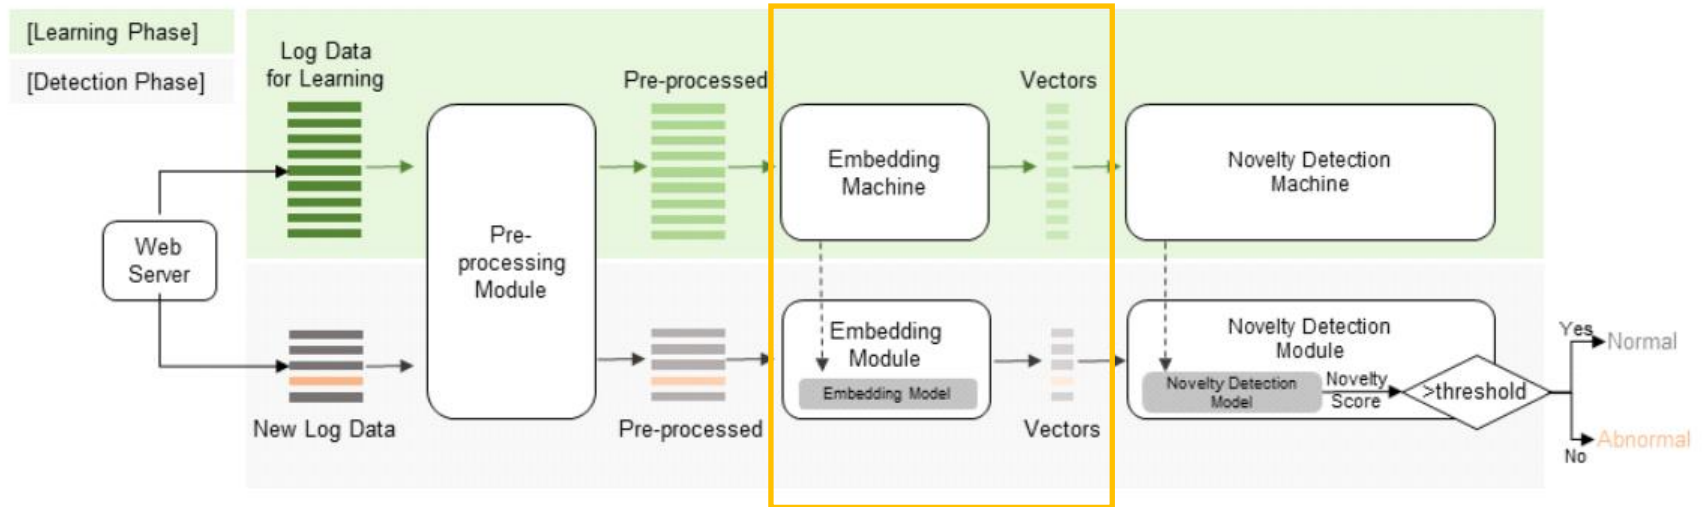 [Learning Phase]
[Detection Phase]
Log Data
for Learning
Pre-processed
Vectors
Embedding
Machine
Novelty Detection
Machine
Web
Server
Pre-
processing
Module
Embedding
Module
Embedding Model
Novelty Detection
Module
Novelty Detection
Model
Novelty
Score
>threshold
Yes
Normal
No
Abnormal
New Log Data
Pre-processed
Vectors